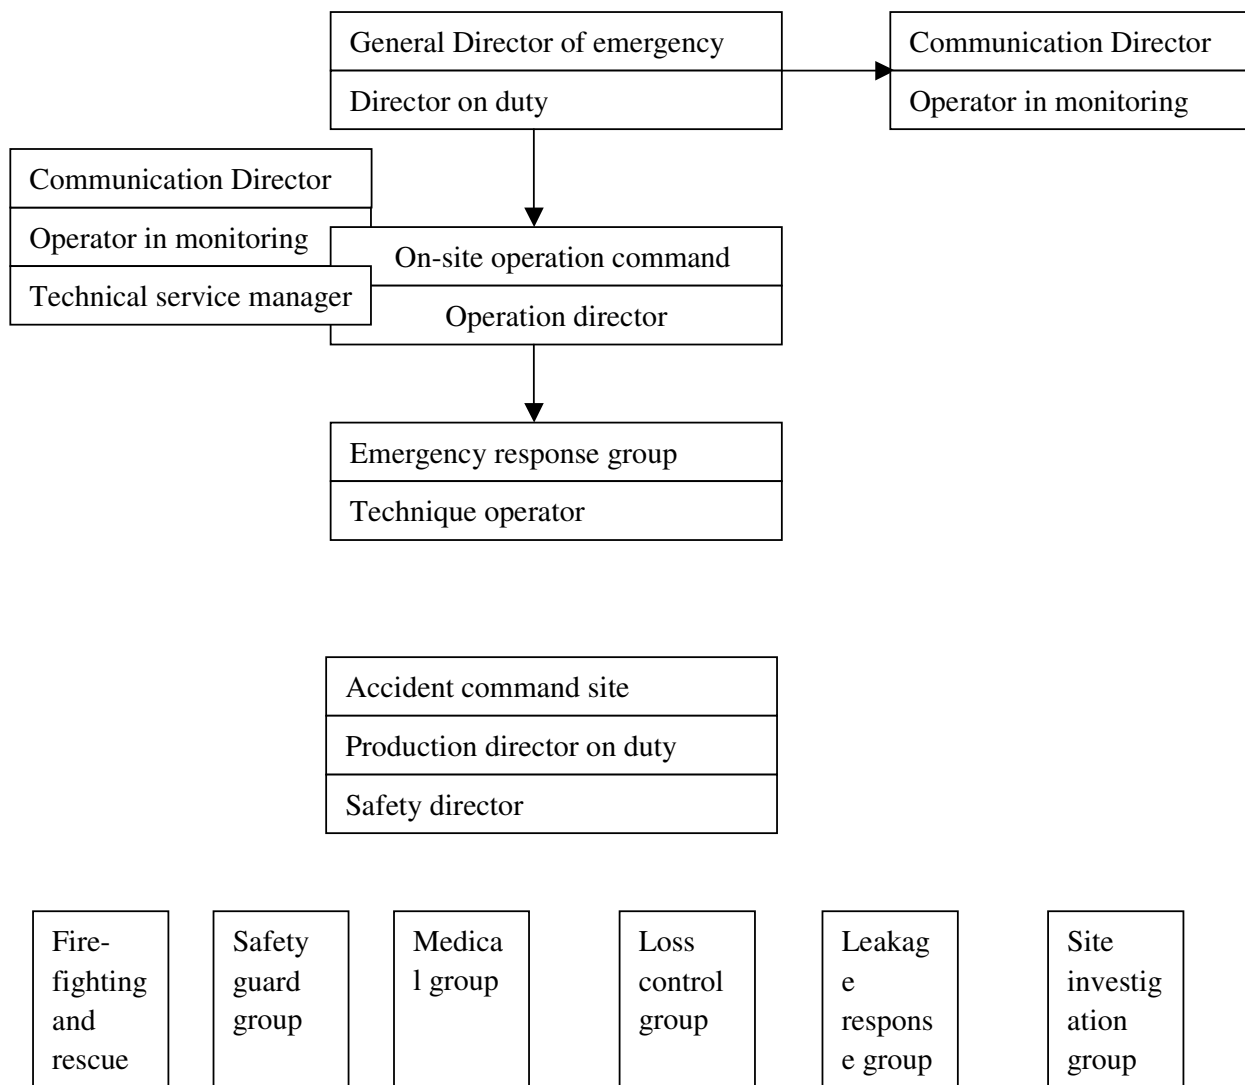 General Director of emergency
Director on duty
Communication Director
Operator in monitoring
Communication Director
Operator in monitoring
Technical service manager
On-site operation command
Operation director
Emergency response group
Technique operator
Accident command site
Production director on duty
Safety director
Fire-
fighting
and
rescue
Safety
guard
group
Medica
l group
Loss
control
group
Leakag
e
respons
e group
Site
investig
ation
group